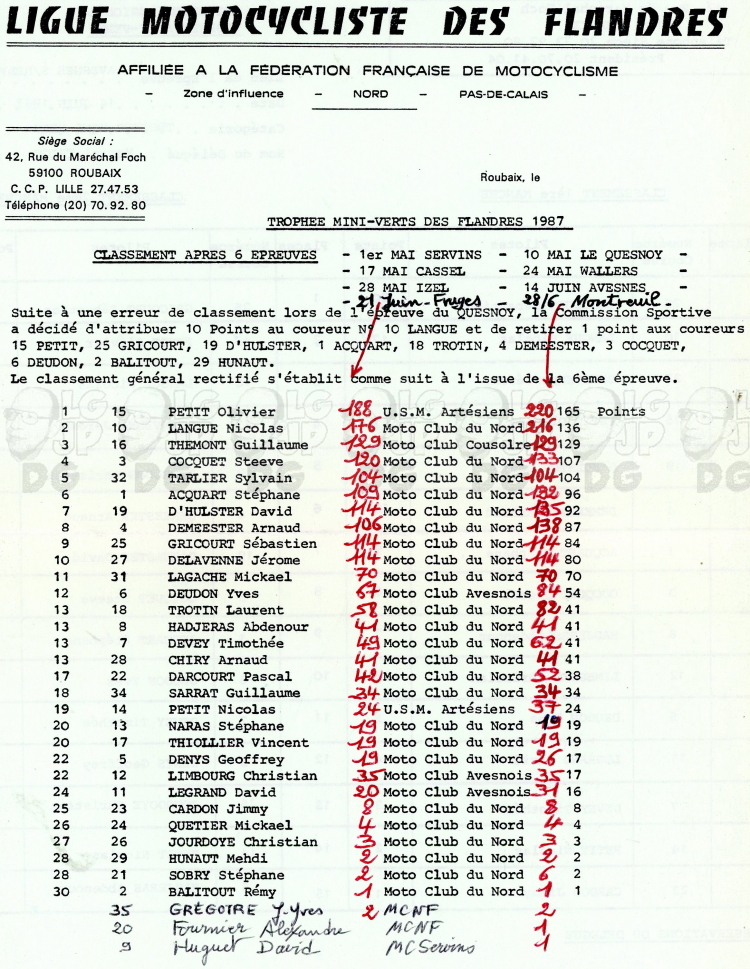 LIGUE MOTOCYCLISTE DES FLANDRES
AFFILIÉE A LA FÉDÉRATION FRANÇAISE DE MOTOCYCLISME
- Zone d'influence - NORD - PAS-DE-CALAIS -
Siège Social :
42, Rue du Maréchal Foch
59100 ROUBAIX
C. C. P. LILLE 27.47.53
Téléphone (20) 70.92.80
Roubaix, le
TROPHEE MINI-VERTS DES FLANDRES 1987
CLASSEMENT APRES 6 EPREUVES - 1er MAI SERVINS - 10 MAI LE QUESNOY -
- 17 MAI CASSEL - 24 MAI WALLERS -
- 28 MAI IZEL - 14 JUIN AVESNES -
- 21 Juin - Fruges - 28/6 Montreuil -
Suite à une erreur de classement lors de l'épreuve du QUESNOY, la Commission Sportive
a décidé d'attribuer 10 Points au coureur N° 10 LANGUE et de retirer 1 point aux coureurs
15 PETIT, 25 GRICOURT, 19 D'HULSTER, 1 ACQUART, 18 TROTIN, 4 DEMEESTER, 3 COCQUET,
6 DEUDON, 2 BALITOUT, 29 HUNAUT.
Le classement général rectifié s'établit comme suit à l'issue de la 6ème épreuve.
1 15 PETIT Olivier 188 U.S.M. Artésiens 220 165 Points
2 10 LANGUE Nicolas 176 Moto Club du Nord 216 136
3 16 THEMONT Guillaume 129 Moto Club Cousolre 129 129
4 3 COCQUET Steeve 120 Moto Club du Nord 133 107
5 32 TARLIER Sylvain 104 Moto Club du Nord 104 104
6 1 ACQUART Stéphane 109 Moto Club du Nord 132 96
7 19 D'HULSTER David 114 Moto Club du Nord 135 92
8 4 DEMEESTER Arnaud 106 Moto Club du Nord 138 87
9 25 GRICOURT Sébastien 114 Moto Club du Nord 114 84
10 27 DELAVENNE Jérome 114 Moto Club du Nord 114 80
11 31 LAGACHE Mickael 70 Moto Club du Nord 70 70
12 6 DEUDON Yves 67 Moto Club Avesnois 84 54
13 18 TROTIN Laurent 58 Moto Club du Nord 82 41
13 8 HADJERAS Abdenour 41 Moto Club du Nord 41 41
13 7 DEVEY Timothée 49 Moto Club du Nord 62 41
13 28 CHIRY Arnaud 41 Moto Club du Nord 41 41
17 22 DARCOURT Pascal 42 Moto Club du Nord 52 38
18 34 SARRAT Guillaume 34 Moto Club du Nord 34 34
19 14 PETIT Nicolas 24 U.S.M. Artésiens 37 24
20 13 NARAS Stéphane 19 Moto Club du Nord 19 19
20 17 THIOLLIER Vincent 19 Moto Club du Nord 19 19
22 5 DENYS Geoffrey 19 Moto Club du Nord 26 17
22 12 LIMBOURG Christian 35 Moto Club Avesnois 35 17
24 11 LEGRAND David 20 Moto Club Avesnois 31 16
25 23 CARDON Jimmy 8 Moto Club du Nord 8 8
26 24 QUETIER Mickael 4 Moto Club du Nord 4 4
27 26 JOURDOYE Christian 3 Moto Club du Nord 3 3
28 29 HUNAUT Mehdi 2 Moto Club du Nord 2 2
28 21 SOBRY Stéphane 2 Moto Club du Nord 6 2
30 2 BALITOUT Rémy 1 Moto Club du Nord 1 1
35 GRÉGOIRE J-Yves 2 MCNF 2
20 Fournier Alexandre MCNF 1
9 Huguet David MC Servins 1